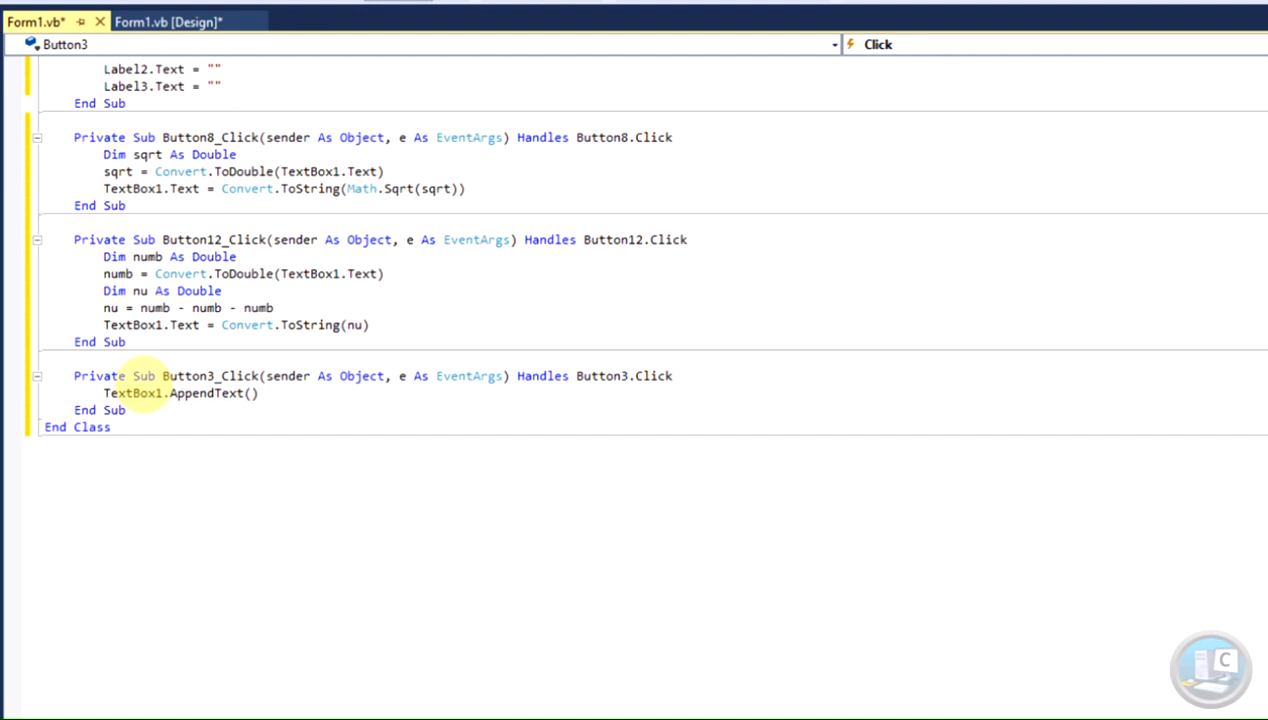 Form1.vb*
Form1.vb [Design]*
Button3
Click
Label2.Text = ""
Label3.Text = ""
End Sub
Private Sub Button8_Click(sender As Object, e As EventArgs) Handles Button8.Click
Dim sqrt As Double
sqrt = Convert.ToDouble(TextBox1.Text)
TextBox1.Text = Convert.ToString(Math.Sqrt(sqrt))
End Sub
Private Sub Button12_Click(sender As Object, e As EventArgs) Handles Button12.Click
Dim numb As Double
numb = Convert.ToDouble(TextBox1.Text)
Dim nu As Double
nu = numb - numb - numb
TextBox1.Text = Convert.ToString(nu)
End Sub
Private Sub Button3_Click(sender As Object, e As EventArgs) Handles Button3.Click
TextBox1.AppendText()
End Sub
End Class
C